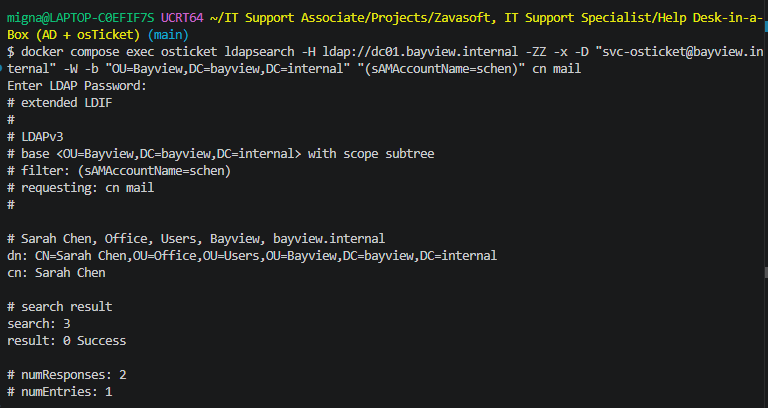 migna@LAPTOP-C0EFIF7S UCRT64 ~/IT Support Associate/Projects/Zavasoft, IT Support Specialist/Help Desk-in-a-
Box (AD + osTicket) (main)
$ docker compose exec osticket ldapsearch -H ldap://dc01.bayview.internal -ZZ -x -D "svc-osticket@bayview.in
ternal" -W -b "OU=Bayview,DC=bayview,DC=internal" "(sAMAccountName=schen)" cn mail
Enter LDAP Password:
# extended LDIF
#
# LDAPv3
# base <OU=Bayview,DC=bayview,DC=internal> with scope subtree
# filter: (sAMAccountName=schen)
# requesting: cn mail
#
# Sarah Chen, Office, Users, Bayview, bayview.internal
dn: CN=Sarah Chen,OU=Office,OU=Users,OU=Bayview,DC=bayview,DC=internal
cn: Sarah Chen
# search result
search: 3
result: 0 Success
# numResponses: 2
# numEntries: 1